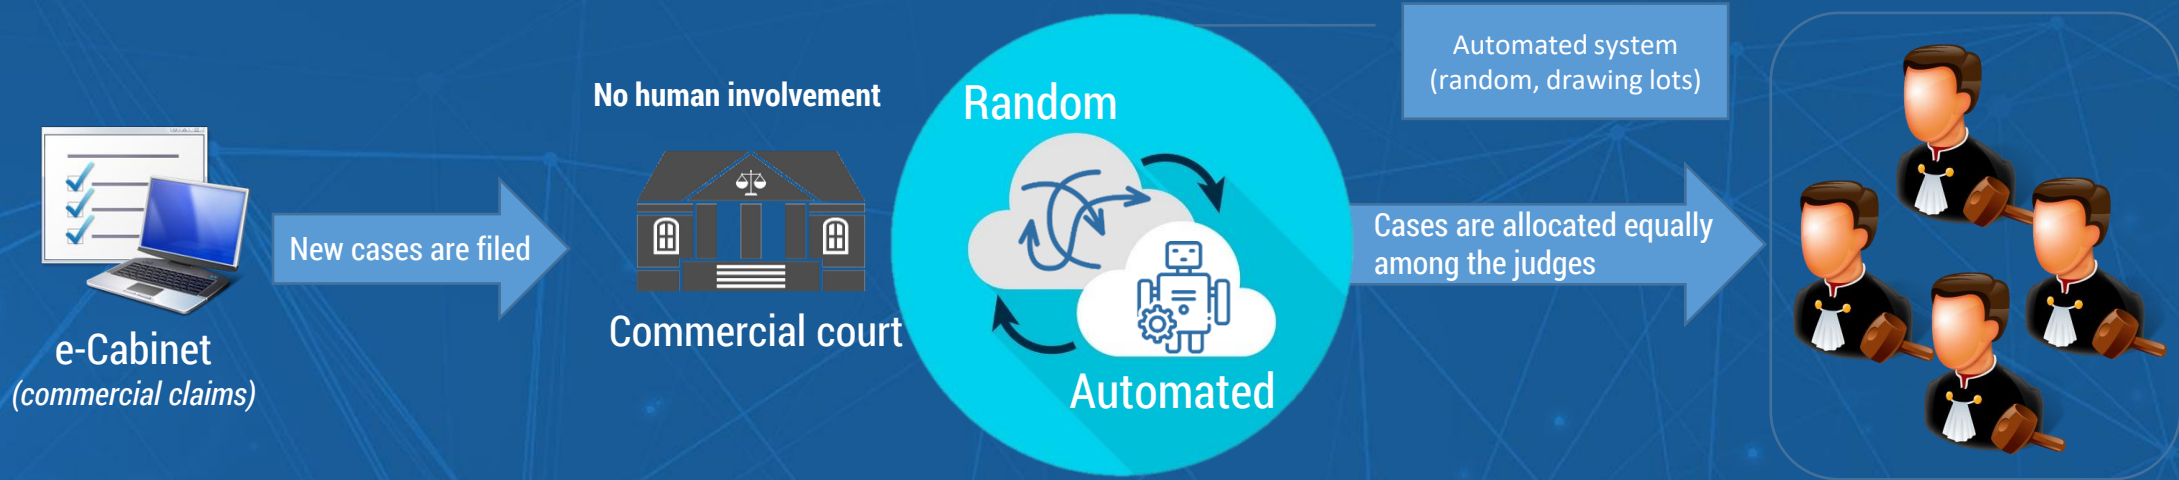 e-Cabinet
(commercial claims)
New cases are filed
No human involvement
Commercial court
Random
Automated
Automated system
(random, drawing lots)
Cases are allocated equally
among the judges